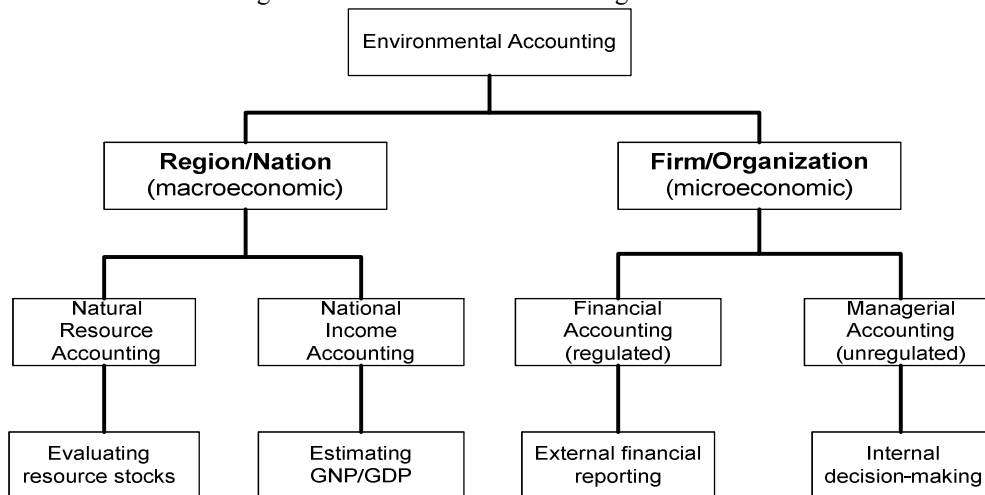 Environmental Accounting
Region/Nation
(macroeconomic)
Firm/Organization
(microeconomic)
Natural
Resource
Accounting
National
Income
Accounting
Financial
Accounting
(regulated)
Managerial
Accounting
(unregulated)
Evaluating
resource stocks
Estimating
GNP/GDP
External financial
reporting
Internal
decision-making